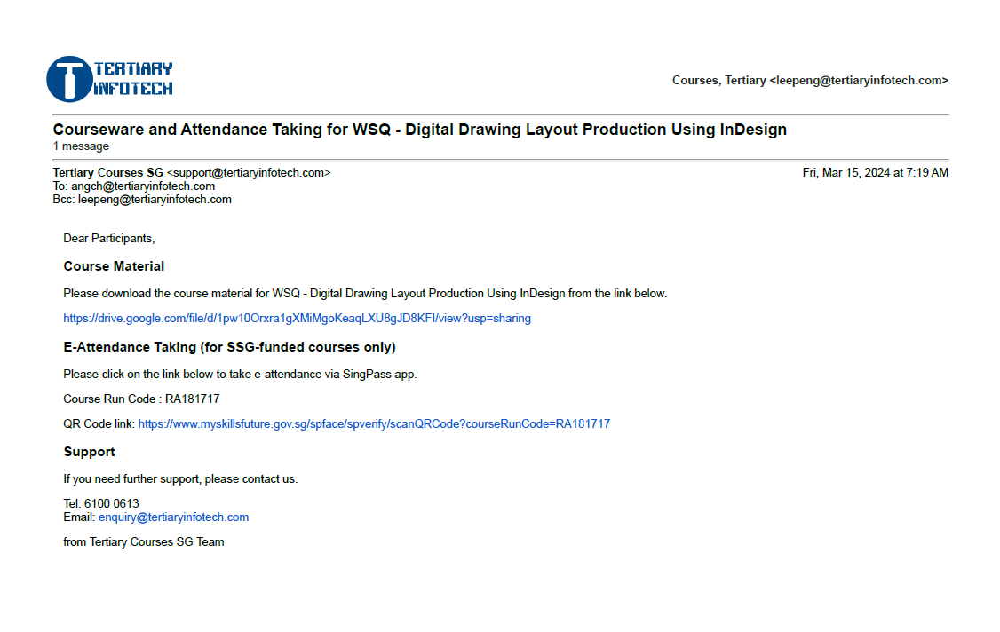 TERTIARY
INFOTECH
Courses, Tertiary <leepeng@tertiaryinfotech.com>
Courseware and Attendance Taking for WSQ - Digital Drawing Layout Production Using InDesign
1 message
Tertiary Courses SG <support@tertiaryinfotech.com> Fri, Mar 15, 2024 at 7:19 AM
To: angch@tertiaryinfotech.com
Bcc: leepeng@tertiaryinfotech.com
Dear Participants,
Course Material
Please download the course material for WSQ - Digital Drawing Layout Production Using InDesign from the link below.
https://drive.google.com/file/d/1pw10Orxra1gXMiMgoKeaqLXU8gJD8KFI/view?usp=sharing
E-Attendance Taking (for SSG-funded courses only)
Please click on the link below to take e-attendance via SingPass app.
Course Run Code : RA181717
QR Code link: https://www.myskillsfuture.gov.sg/spface/spverify/scanQRCode?courseRunCode=RA181717
Support
If you need further support, please contact us.
Tel: 6100 0613
Email: enquiry@tertiaryinfotech.com
from Tertiary Courses SG Team